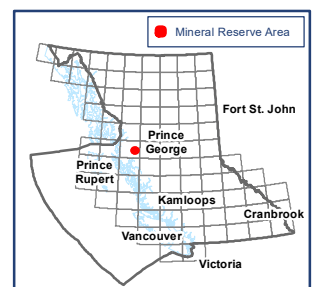 Mineral Reserve Area
Fort St. John
Prince
George
Prince
Rupert
Kamloops
Cranbrook
Vancouver
Victoria